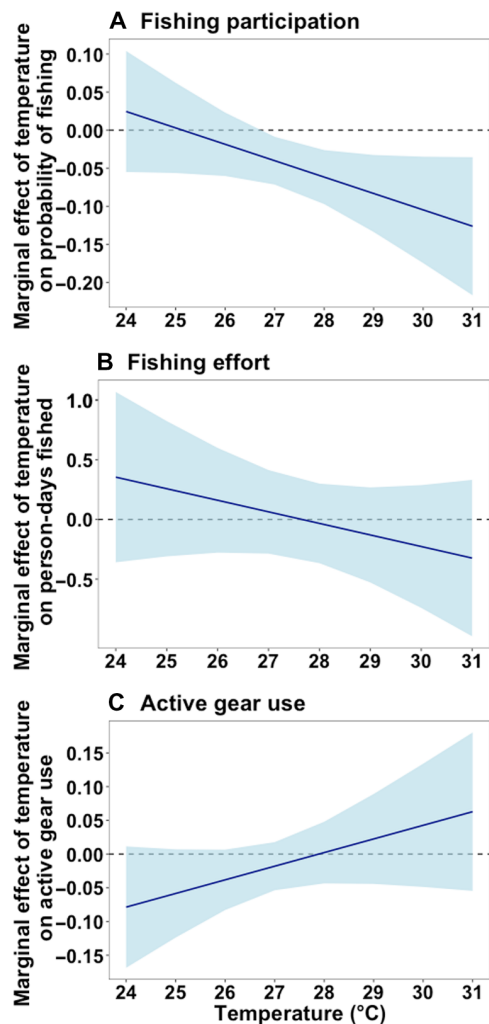 A Fishing participation
Marginal effect of temperature
on probability of fishing
0.10
0.05
0.00
−0.05
−0.10
−0.15
−0.20
24 25 26 27 28 29 30 31
B Fishing effort
Marginal effect of temperature
on person-days fished
1.0
0.5
0.0
−0.5
24 25 26 27 28 29 30 31
C Active gear use
Marginal effect of temperature
on active gear use
0.15
0.10
0.05
0.00
−0.05
−0.10
−0.15
24 25 26 27 28 29 30 31
Temperature (°C)